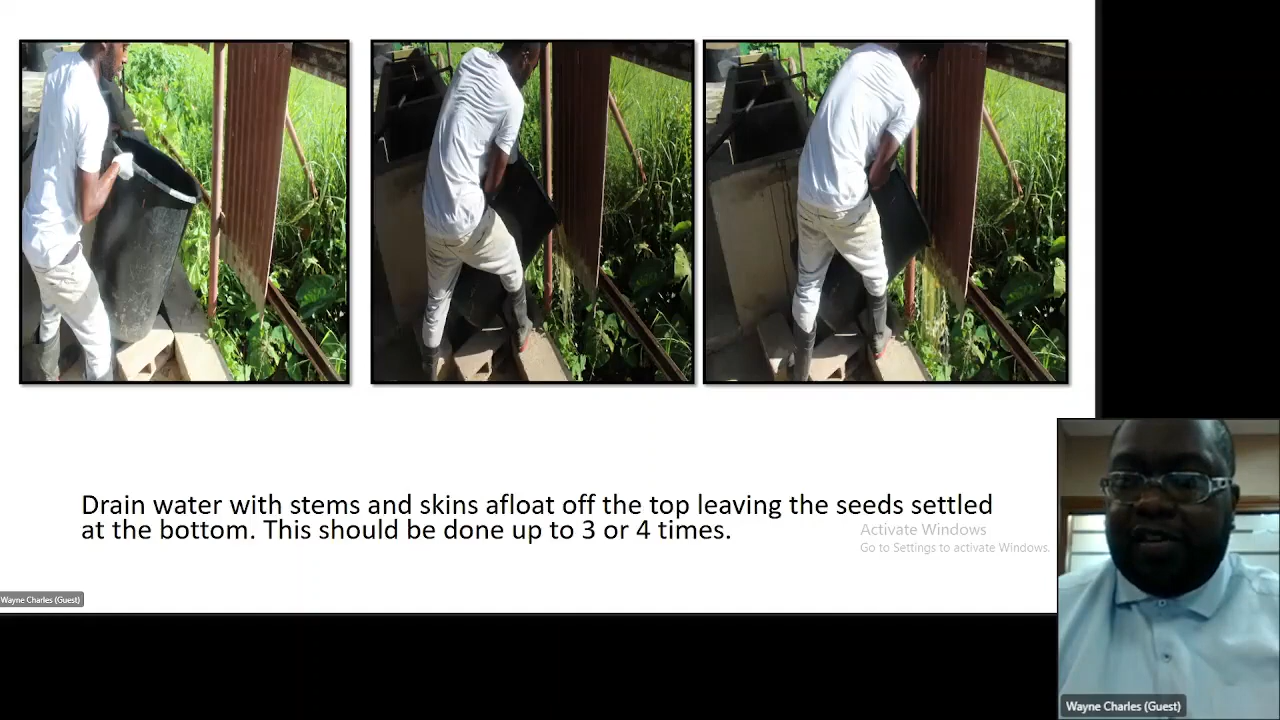 Drain water with stems and skins afloat off the top leaving the seeds settled
at the bottom. This should be done up to 3 or 4 times.
Activate Windows
Go to Settings to activate Windows.
Wayne Charles (Guest)
Wayne Charles (Guest)